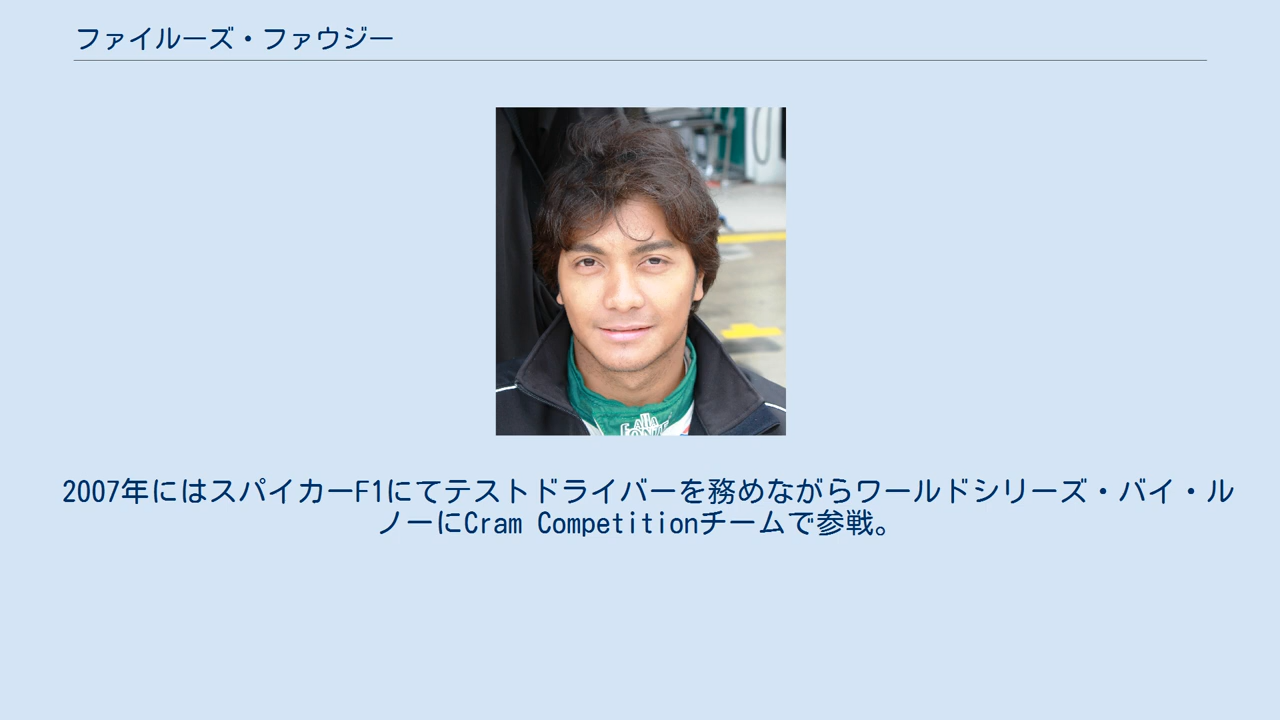 ファイルーズ・ファウジー
2007年にはスパイカーF1にてテストドライバーを務めながらワールドシリーズ・バイ・ル
ノーにCram Competitionチームで参戦。